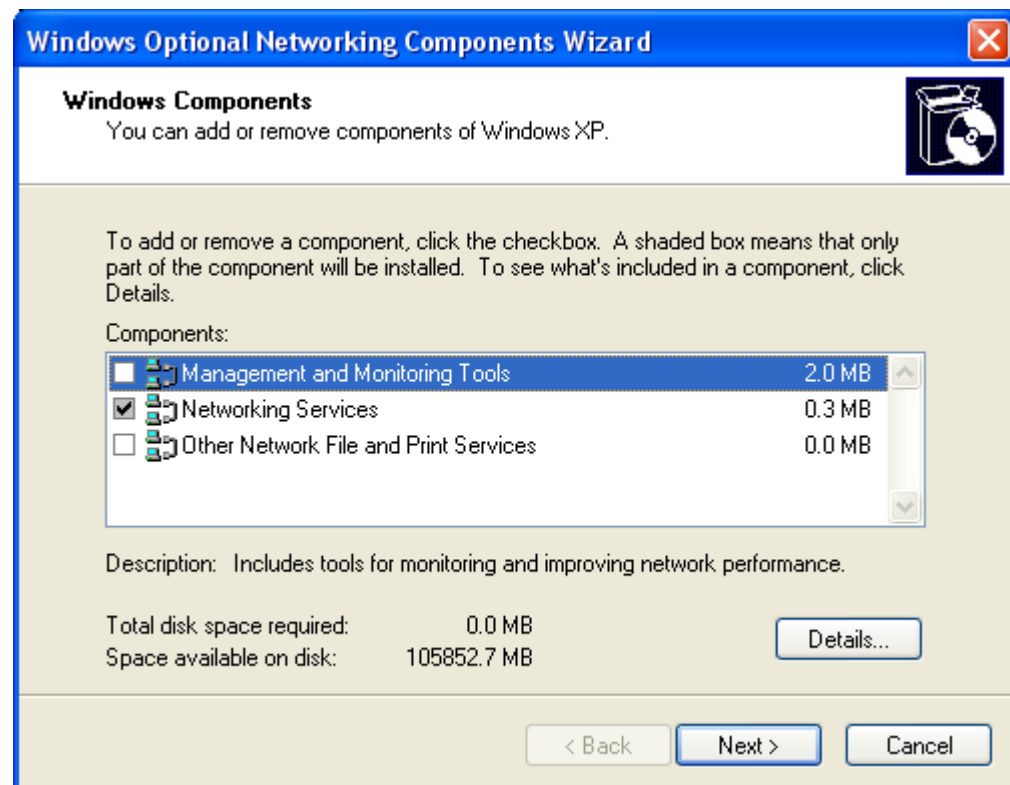 Windows Optional Networking Components Wizard
Windows Components
You can add or remove components of Windows XP.
To add or remove a component, click the checkbox. A shaded box means that only
part of the component will be installed. To see what's included in a component, click
Details.
Components:
Management and Monitoring Tools 2.0 MB
Networking Services 0.3 MB
Other Network File and Print Services 0.0 MB
Description: Includes tools for monitoring and improving network performance.
Total disk space required: 0.0 MB
Space available on disk: 105852.7 MB
Details...
< Back Next > Cancel